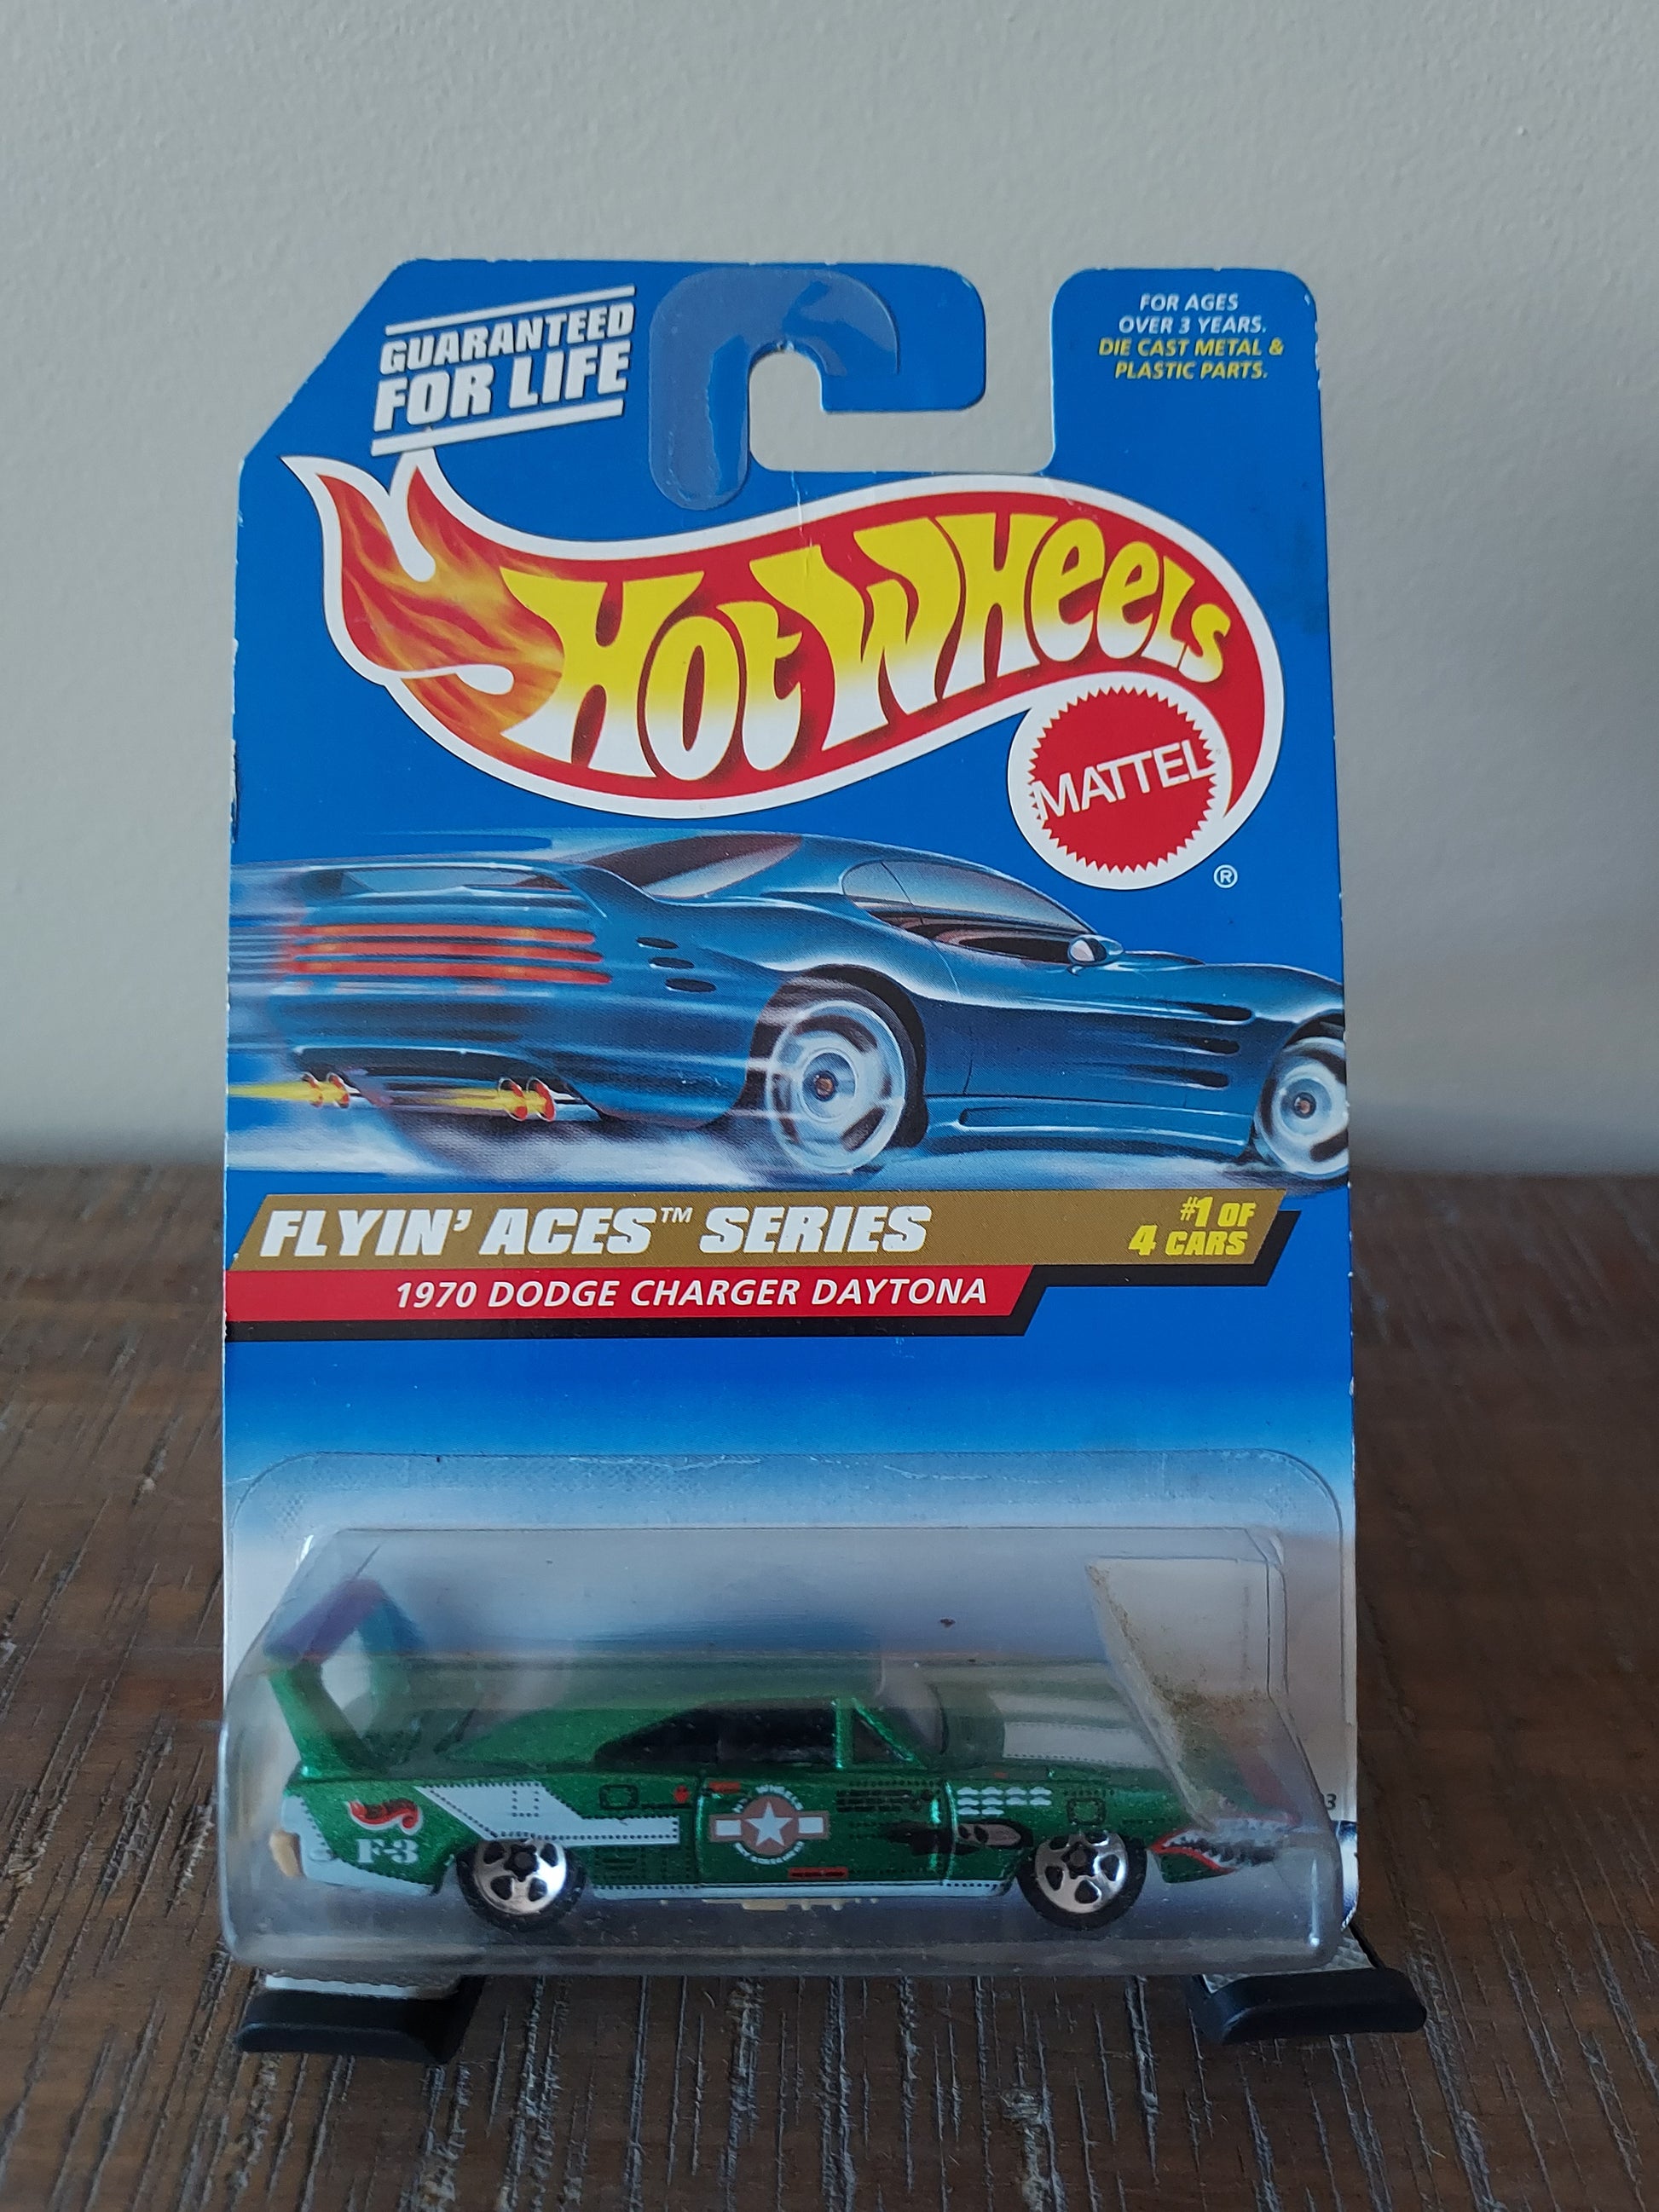 GUARANTEED
FOR LIFE
FOR AGES
OVER 3 YEARS.
DIE CAST METAL &
PLASTIC PARTS.
HOT WHEELS
MATTEL
®
FLYIN' ACES™ SERIES
#1 OF
4 CARS
1970 DODGE CHARGER DAYTONA
F-3